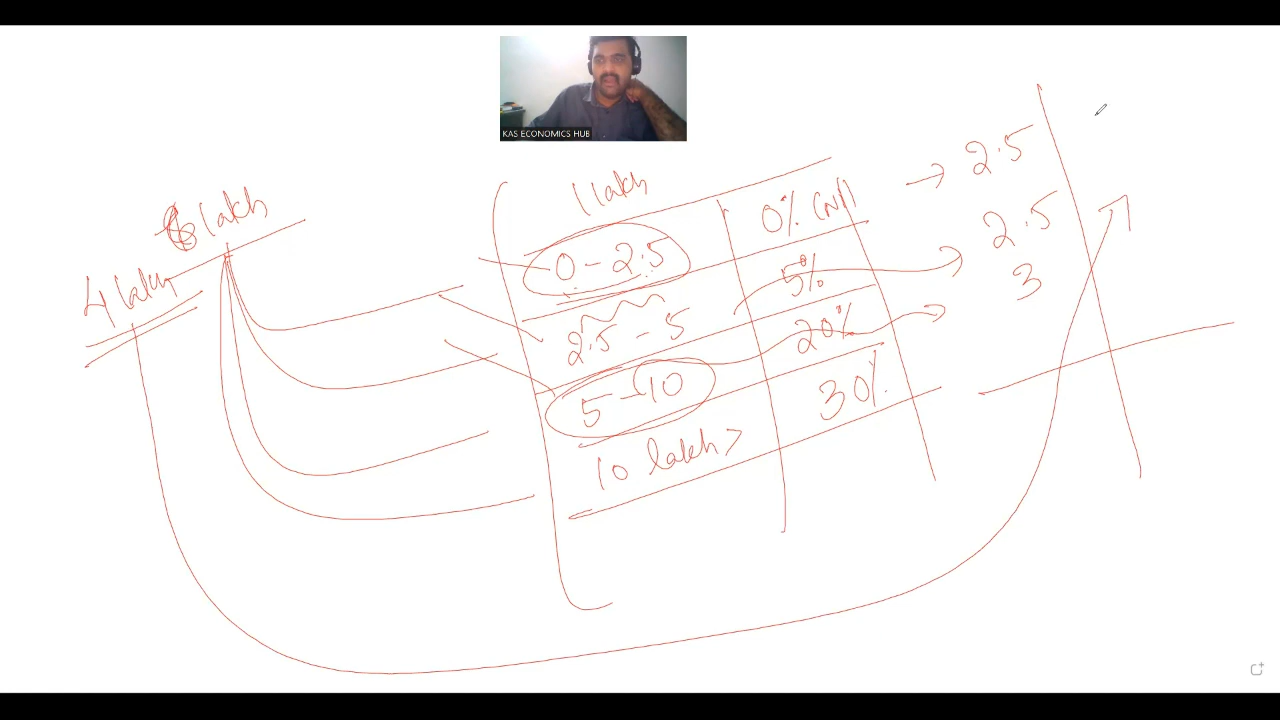 KAS ECONOMICS HUB
1 lakh
8 lakh
4 lakh
0-2.5 0% (Nil) → 2.5
2.5-5 5% 2.5
5-10 20% 3
10 lakh > 30%